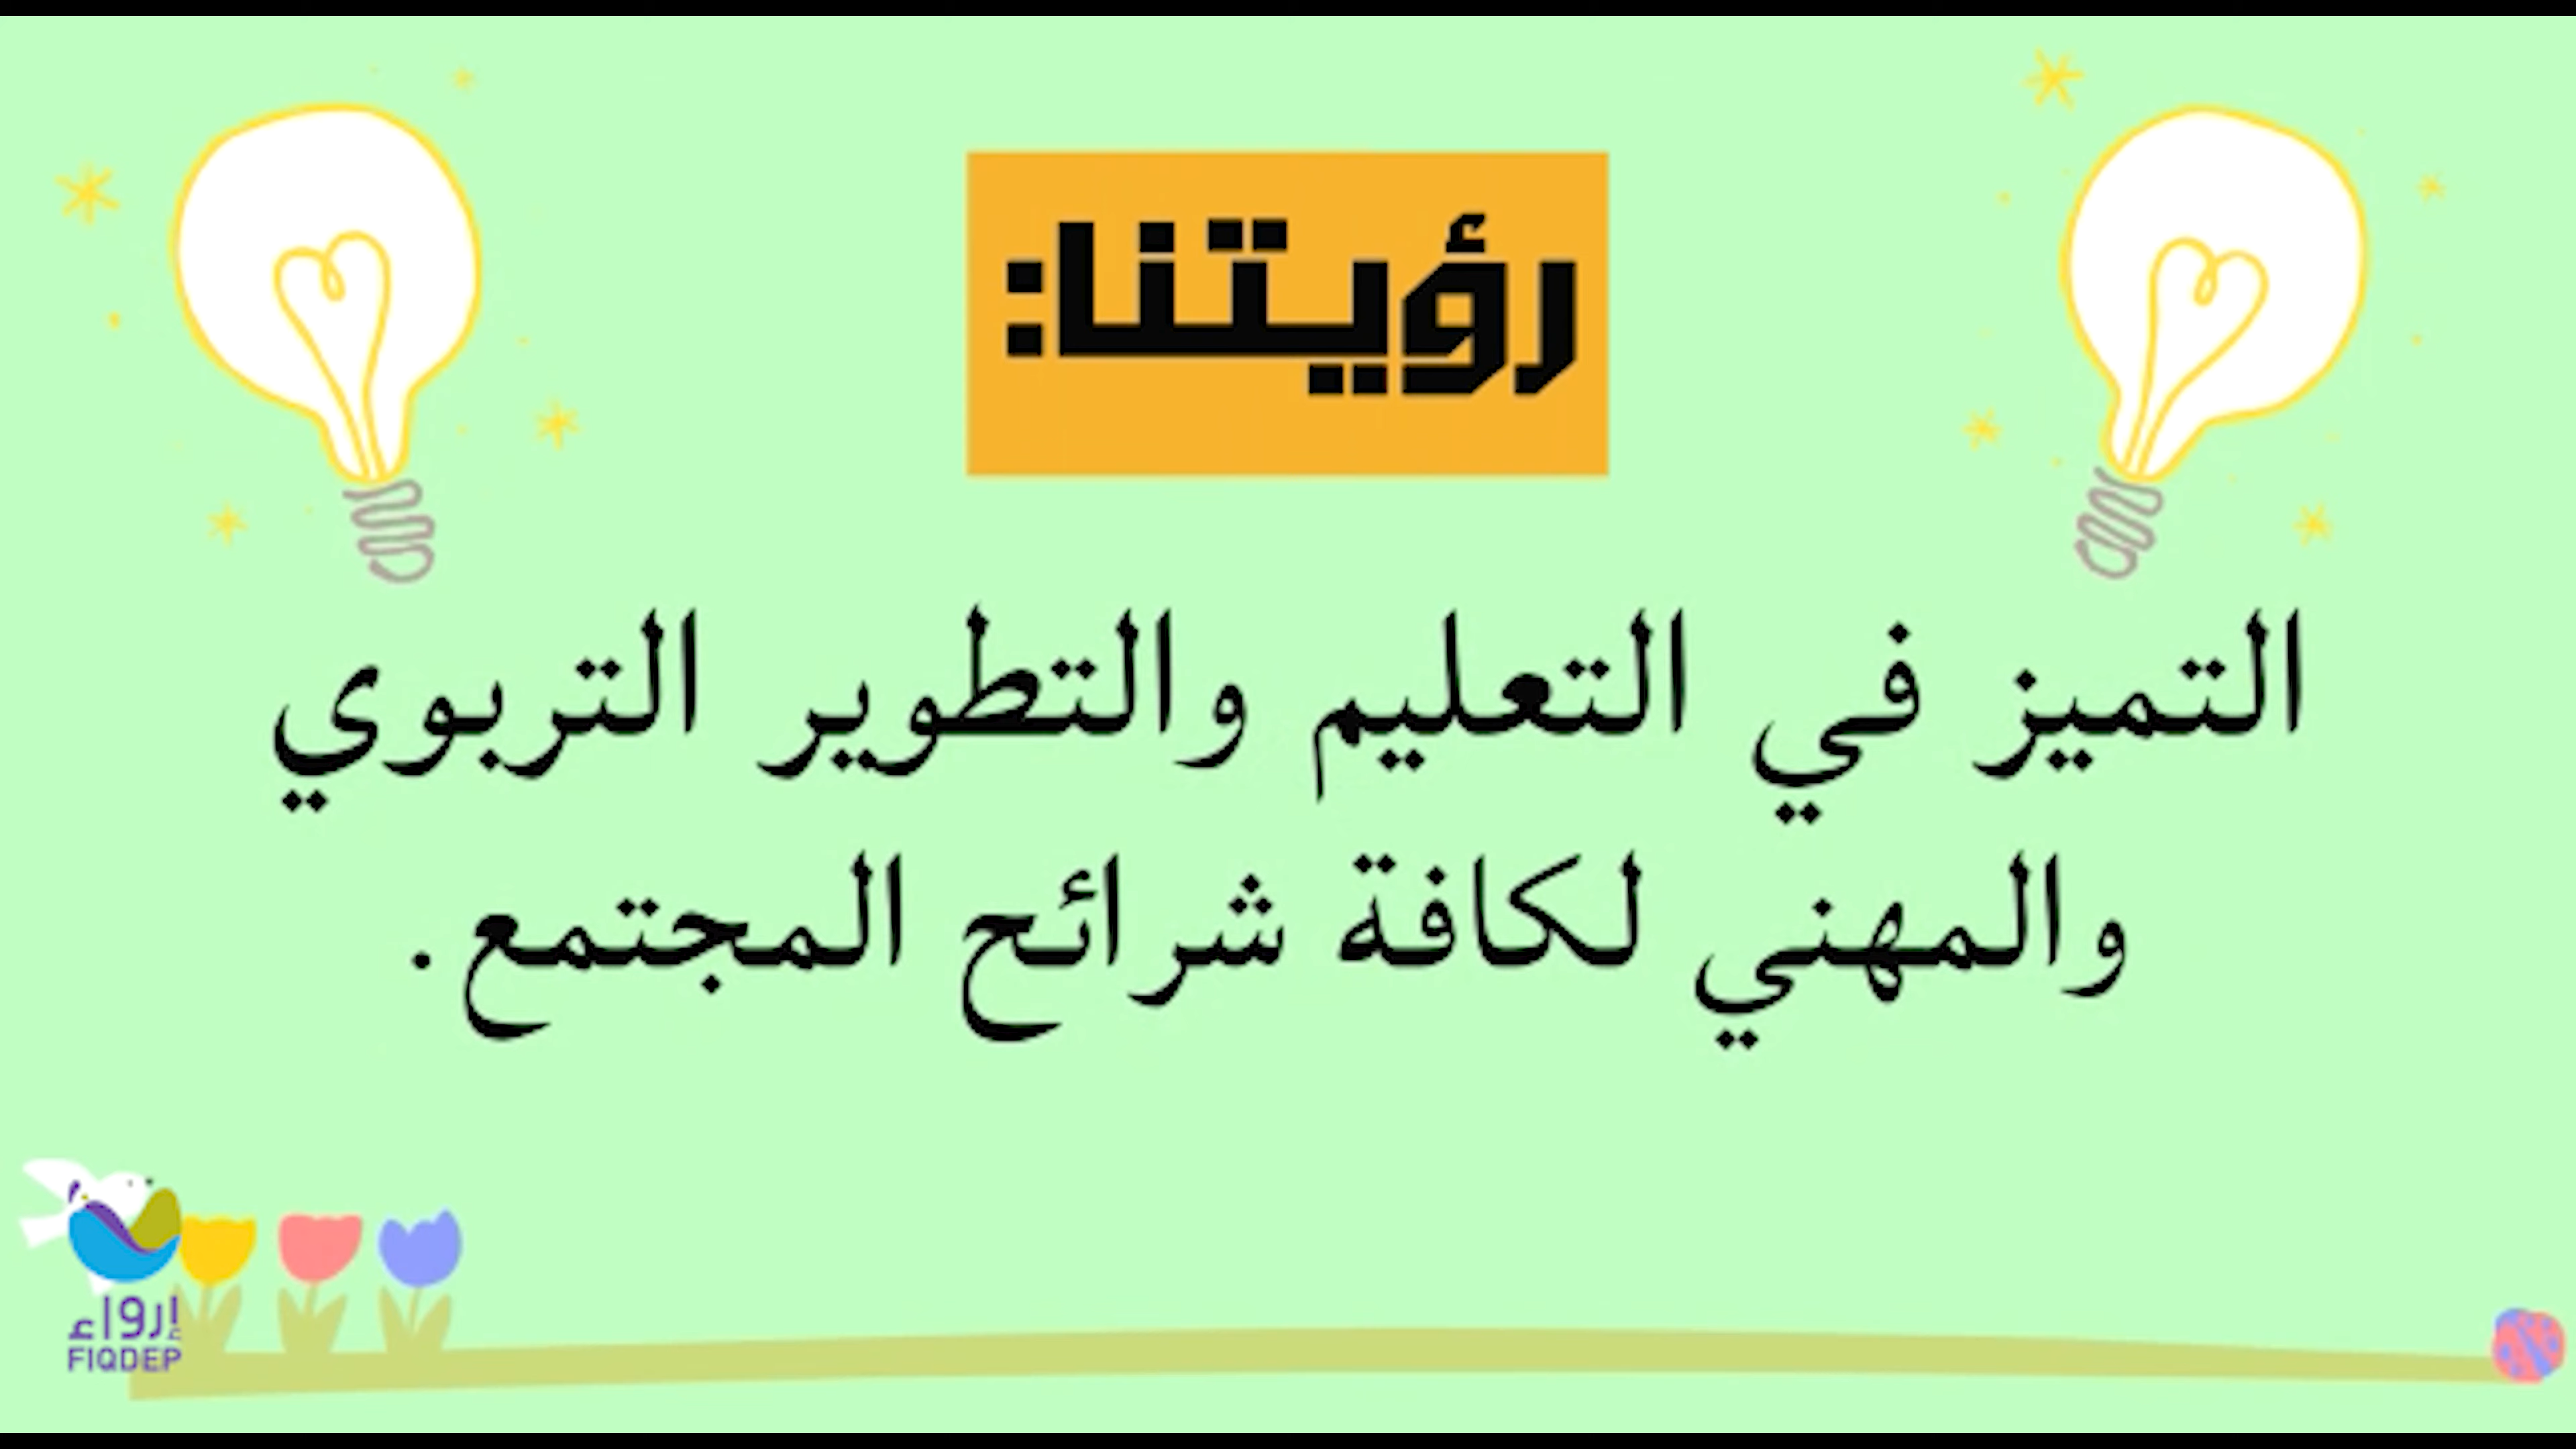 رؤيتنا:
التميز في التعليم والتطوير التربوي
والمهني لكافة شرائح المجتمع.
إرواء
FIQDEP